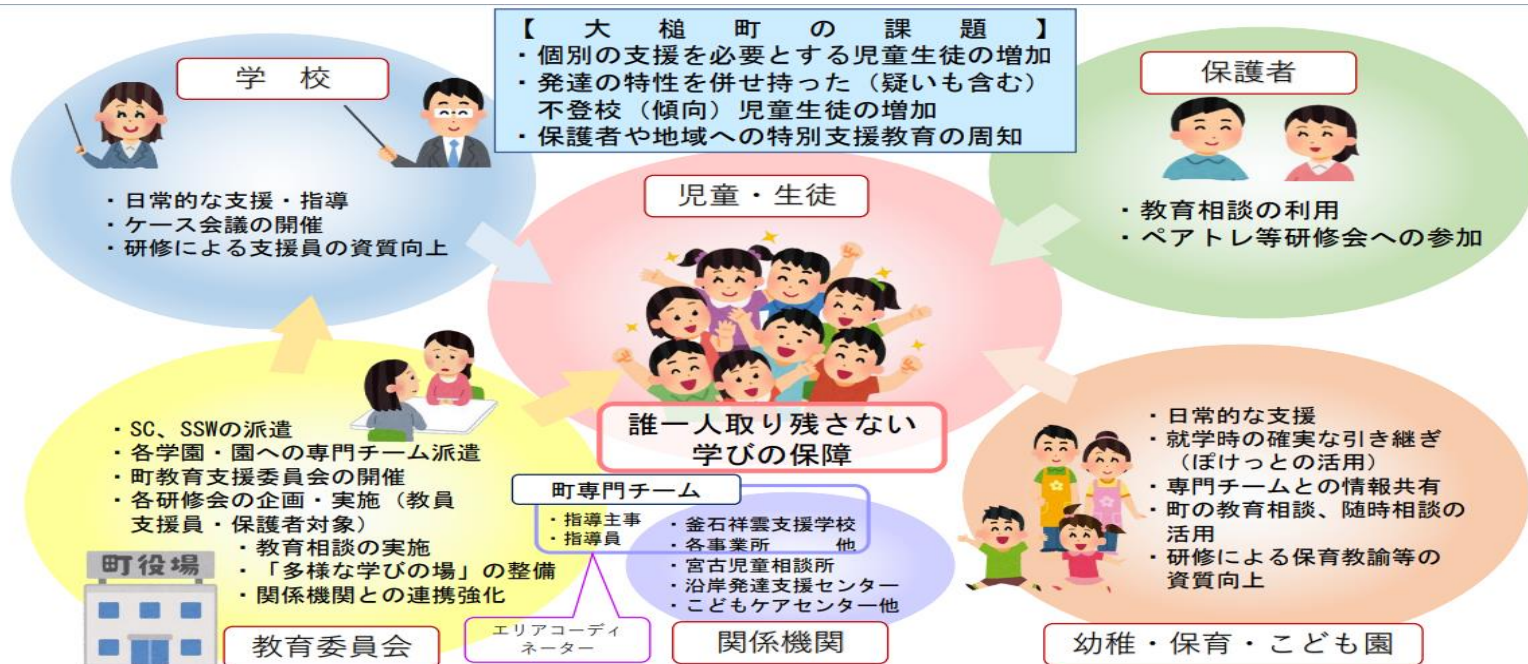 【大槌町の課題】
・個別の支援を必要とする児童生徒の増加
・発達の特性を併せ持った（疑いも含む）
不登校（傾向）児童生徒の増加
・保護者や地域への特別支援教育の周知
学校
・日常的な支援・指導
・ケース会議の開催
・研修による支援員の資質向上
児童・生徒
誰一人取り残さない
学びの保障
保護者
・教育相談の利用
・ペアトレ等研修会への参加
・SC、SSWの派遣
・各学園・園への専門チーム派遣
・町教育支援委員会の開催
・各研修会の企画・実施（教員
支援員・保護者対象）
・教育相談の実施
・「多様な学びの場」の整備
・関係機関との連携強化
町役場
教育委員会
町専門チーム
・指導主事
・指導員
エリアコーディ
ネーター
・釜石祥雲支援学校
・各事業所　他
・宮古児童相談所
・沿岸発達支援センター
・こどもケアセンター他
関係機関
・日常的な支援
・就学時の確実な引き継ぎ
（ぽけっとの活用）
・専門チームとの情報共有
・町の教育相談、随時相談の
活用
・研修による保育教諭等の
資質向上
幼稚・保育・こども園